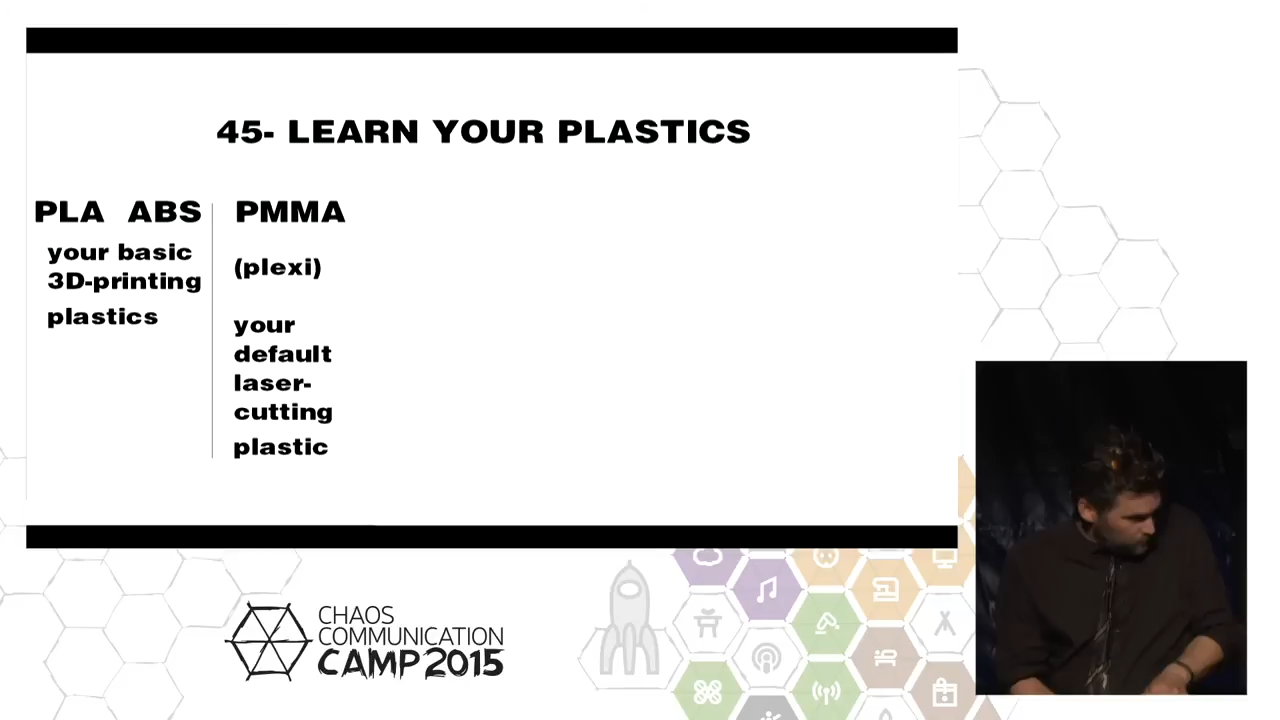 45- LEARN YOUR PLASTICS
PLA ABS
your basic
3D-printing
plastics
PMMA
(plexi)
your
default
laser-
cutting
plastic
CHAOS
COMMUNICATION
CAMP 2015